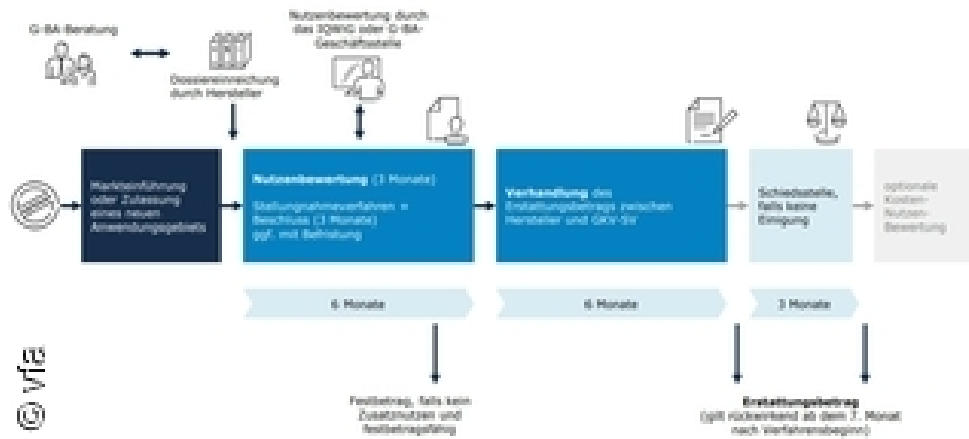 G-BA-Beratung
Dossiereinreichung
durch Hersteller
Nutzenbewertung durch
das IQWiG oder G-BA-
Geschäftsstelle
Markteinführung
oder Zulassung
eines neuen
Anwendungsgebiets
Nutzenbewertung (3 Monate)
Stellungnahmeverfahren +
Beschluss (3 Monate)
ggf. mit Befristung
Verhandlung des
Erstattungsbetrags zwischen
Hersteller und GKV-SV
Schiedsstelle,
falls keine
Einigung
optionale
Kosten-
Nutzen-
Bewertung
6 Monate
6 Monate
3 Monate
Festbetrag, falls kein
Zusatznutzen und
festbetragsfähig
Erstattungsbetrag
(gilt rückwirkend ab dem 7. Monat
nach Verfahrensbeginn)
© vfa